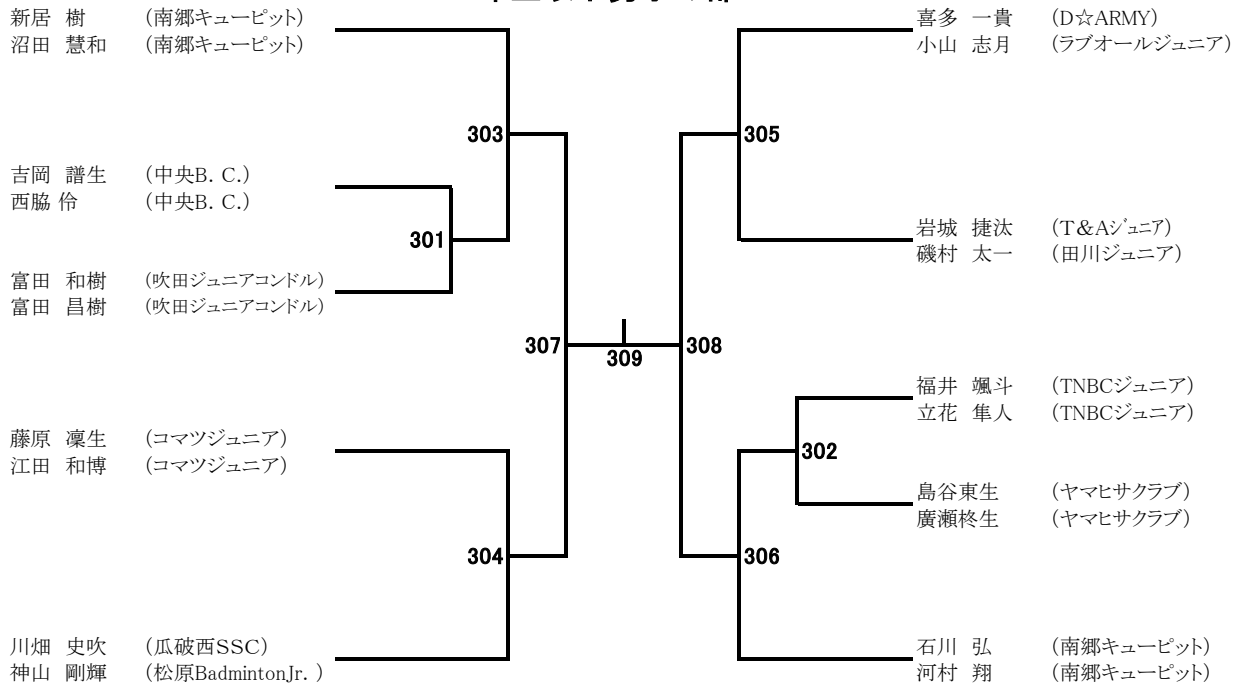 新居 樹 (南郷キューピット)
沼田 慧和 (南郷キューピット)
303
吉岡 譜生 (中央B. C.)
西脇 伶 (中央B. C.)
301
富田 和樹 (吹田ジュニアコンドル)
富田 昌樹 (吹田ジュニアコンドル)
307
309
藤原 凜生 (コマツジュニア)
江田 和博 (コマツジュニア)
304
川畑 史吹 (瓜破西SSC)
神山 剛輝 (松原BadmintonJr. )
喜多 一貴 (D☆ARMY)
小山 志月 (ラブオールジュニア)
305
岩城 捷汰 (T&Aジュニア)
磯村 太一 (田川ジュニア)
308
福井 颯斗 (TNBCジュニア)
立花 隼人 (TNBCジュニア)
302
島谷東生 (ヤマヒサクラブ)
廣瀬柊生 (ヤマヒサクラブ)
306
石川 弘 (南郷キューピット)
河村 翔 (南郷キューピット)